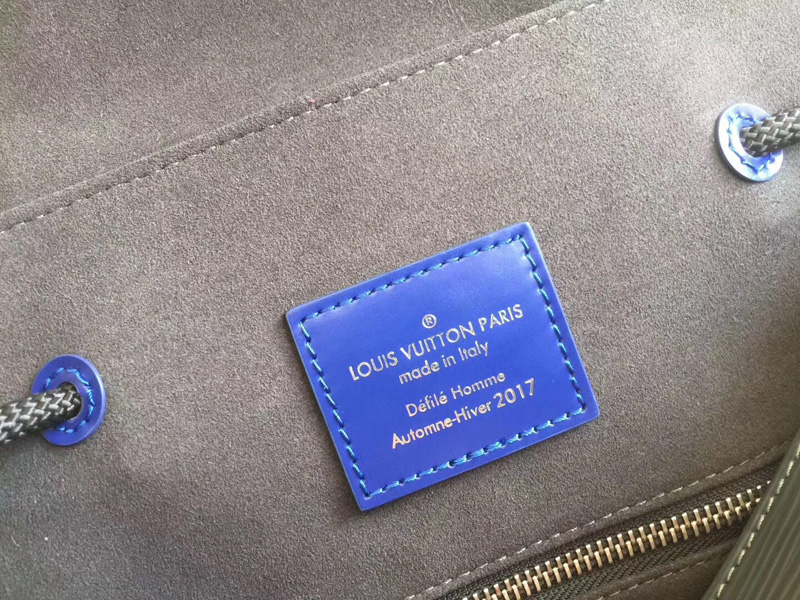 ®
LOUIS VUITTON PARIS
made in Italy
Défilé Homme
Automne-Hiver 2017